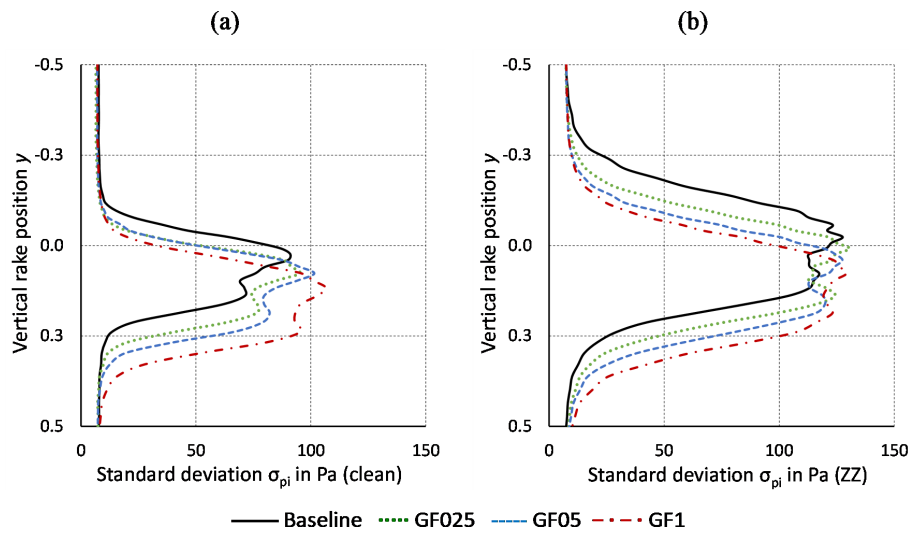 (a)
(b)
-0.5
-0.3
0.0
0.3
0.5
Vertical rake position y
0
50
100
150
Standard deviation σpi in Pa (clean)
-0.5
-0.3
0.0
0.3
0.5
Vertical rake position y
0
50
100
150
Standard deviation σpi in Pa (ZZ)
Baseline GF025 GF05 GF1